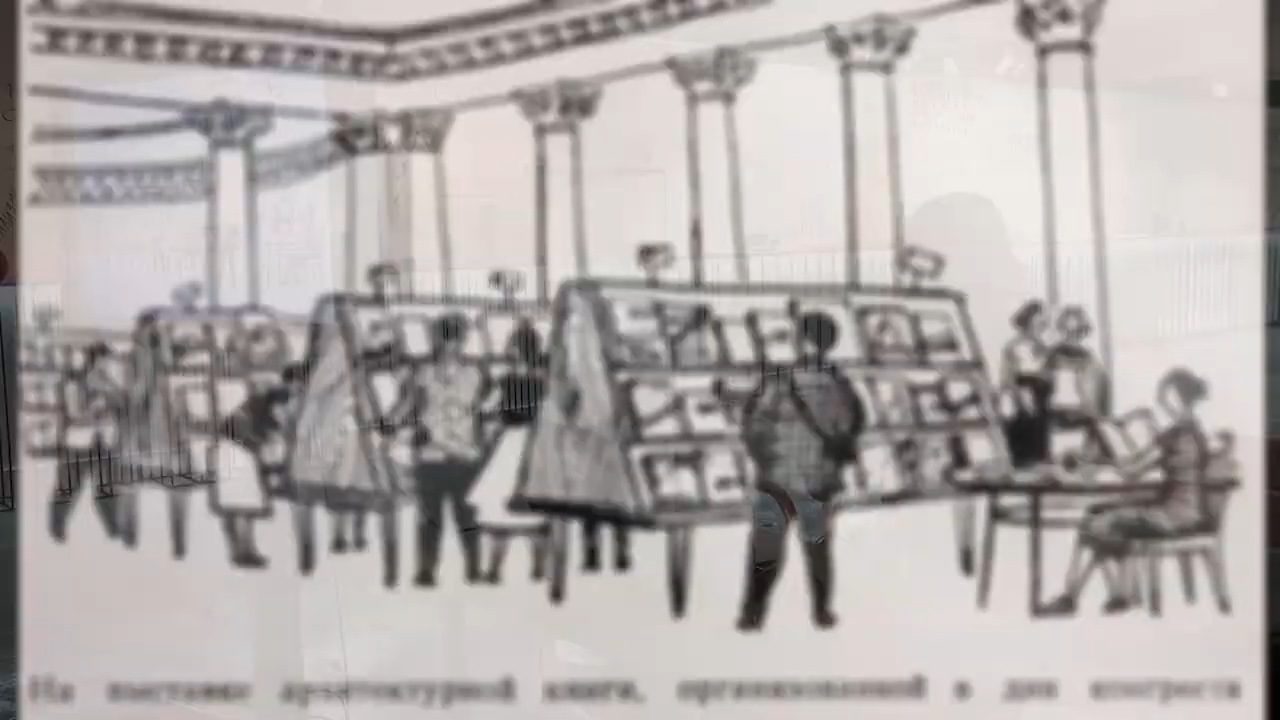 На выставке архитектурной книги, организованной в дни конгресса